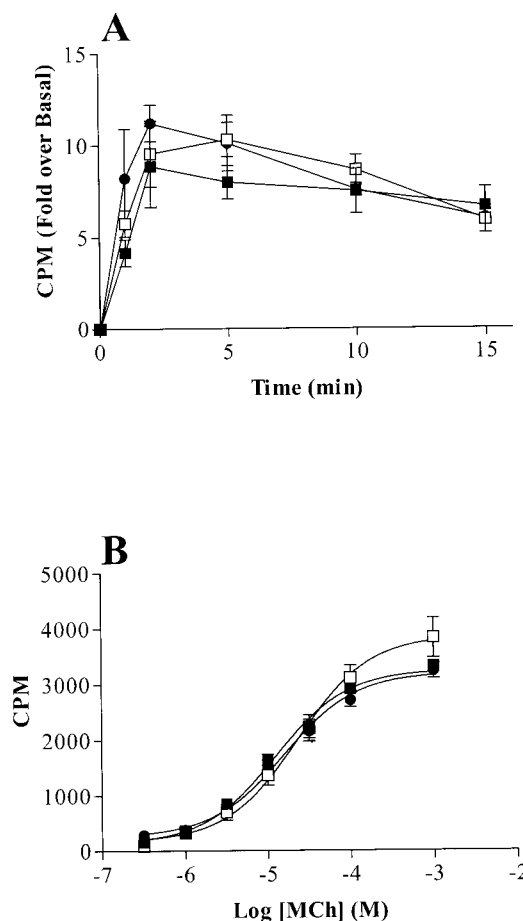 A
CPM (Fold over Basal)
15
10
5
0
0 5 10 15
Time (min)
B
CPM
5000
4000
3000
2000
1000
0
-7 -6 -5 -4 -3 -2
Log [MCh] (M)